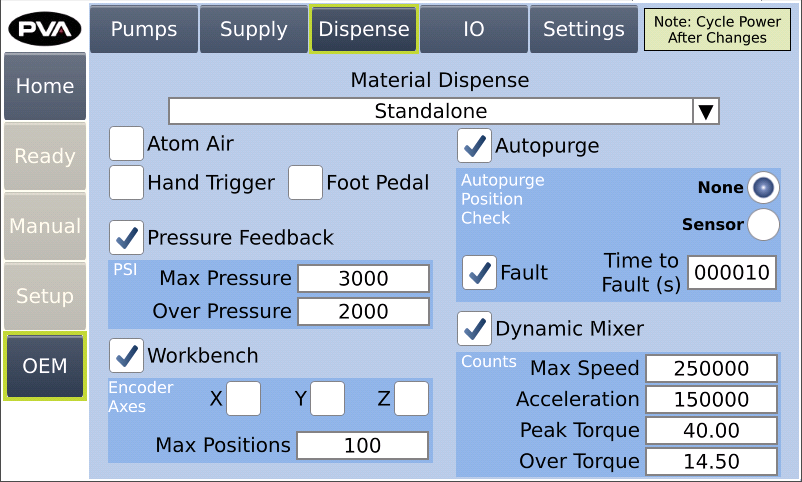 PVA
Pumps
Supply
Dispense
IO
Settings
Note: Cycle Power
After Changes
Home
Ready
Manual
Setup
OEM
Material Dispense
Standalone
Atom Air
Hand Trigger
Foot Pedal
Pressure Feedback
PSI
Max Pressure 3000
Over Pressure 2000
Workbench
Encoder
Axes
X Y Z
Max Positions 100
Autopurge
Autopurge
Position
Check
None
Sensor
Fault
Time to
Fault (s)
000010
Dynamic Mixer
Counts
Max Speed 250000
Acceleration 150000
Peak Torque 40.00
Over Torque 14.50